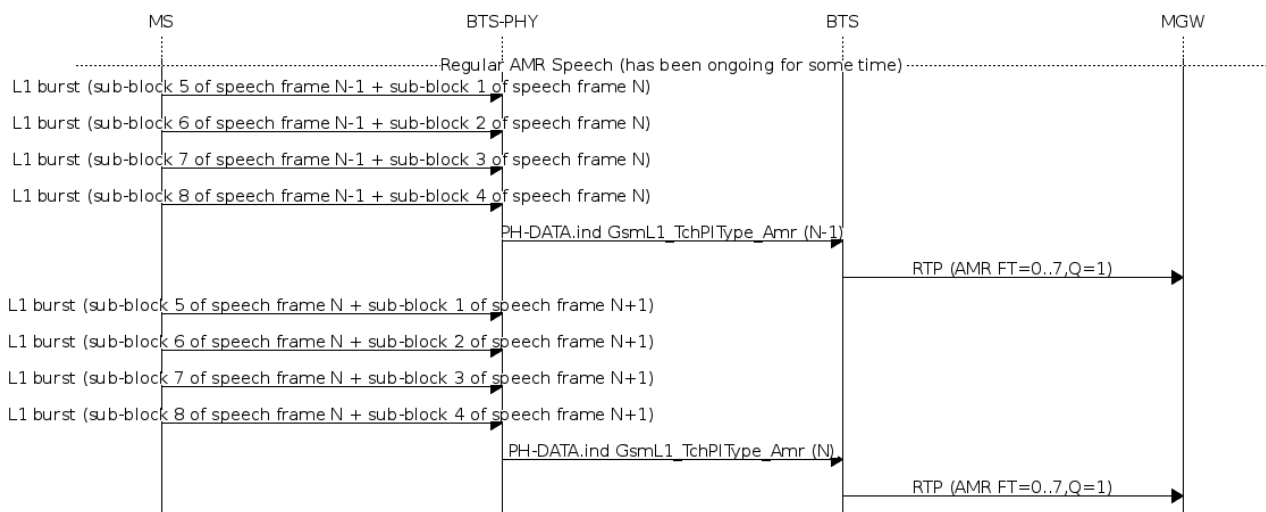 MS BTS-PHY BTS MGW
Regular AMR Speech (has been ongoing for some time)
L1 burst (sub-block 5 of speech frame N-1 + sub-block 1 of speech frame N)
L1 burst (sub-block 6 of speech frame N-1 + sub-block 2 of speech frame N)
L1 burst (sub-block 7 of speech frame N-1 + sub-block 3 of speech frame N)
L1 burst (sub-block 8 of speech frame N-1 + sub-block 4 of speech frame N)
PH-DATA.ind GsmL1_TchPlType_Amr (N-1)
RTP (AMR FT=0..7,Q=1)
L1 burst (sub-block 5 of speech frame N + sub-block 1 of speech frame N+1)
L1 burst (sub-block 6 of speech frame N + sub-block 2 of speech frame N+1)
L1 burst (sub-block 7 of speech frame N + sub-block 3 of speech frame N+1)
L1 burst (sub-block 8 of speech frame N + sub-block 4 of speech frame N+1)
PH-DATA.ind GsmL1_TchPlType_Amr (N)
RTP (AMR FT=0..7,Q=1)